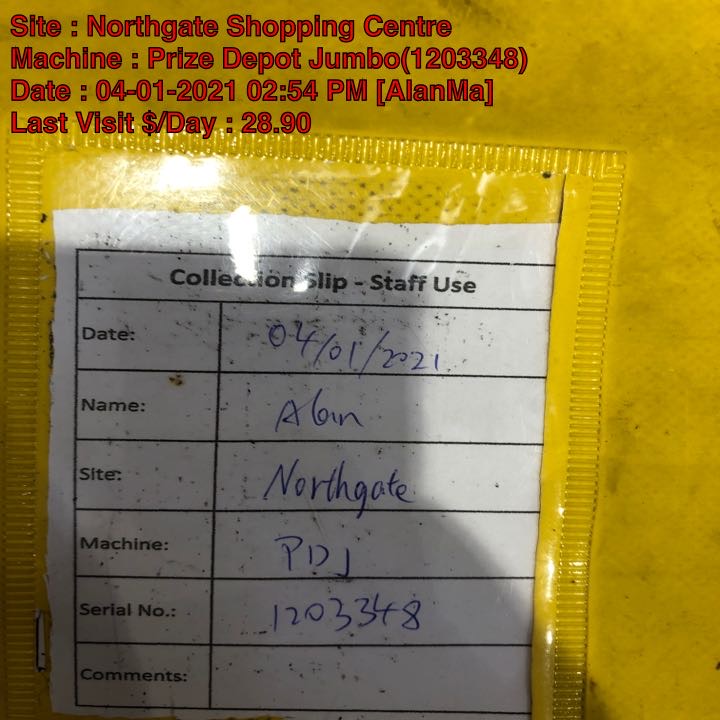 Site : Northgate Shopping Centre
Machine : Prize Depot Jumbo(1203348)
Date : 04-01-2021 02:54 PM [AlanMa]
Last Visit $/Day : 28.90
Collection Slip - Staff Use
Date: 04/01/2021
Name: Alan
Site: Northgate
Machine: PDJ
Serial No.: 1203348
Comments: